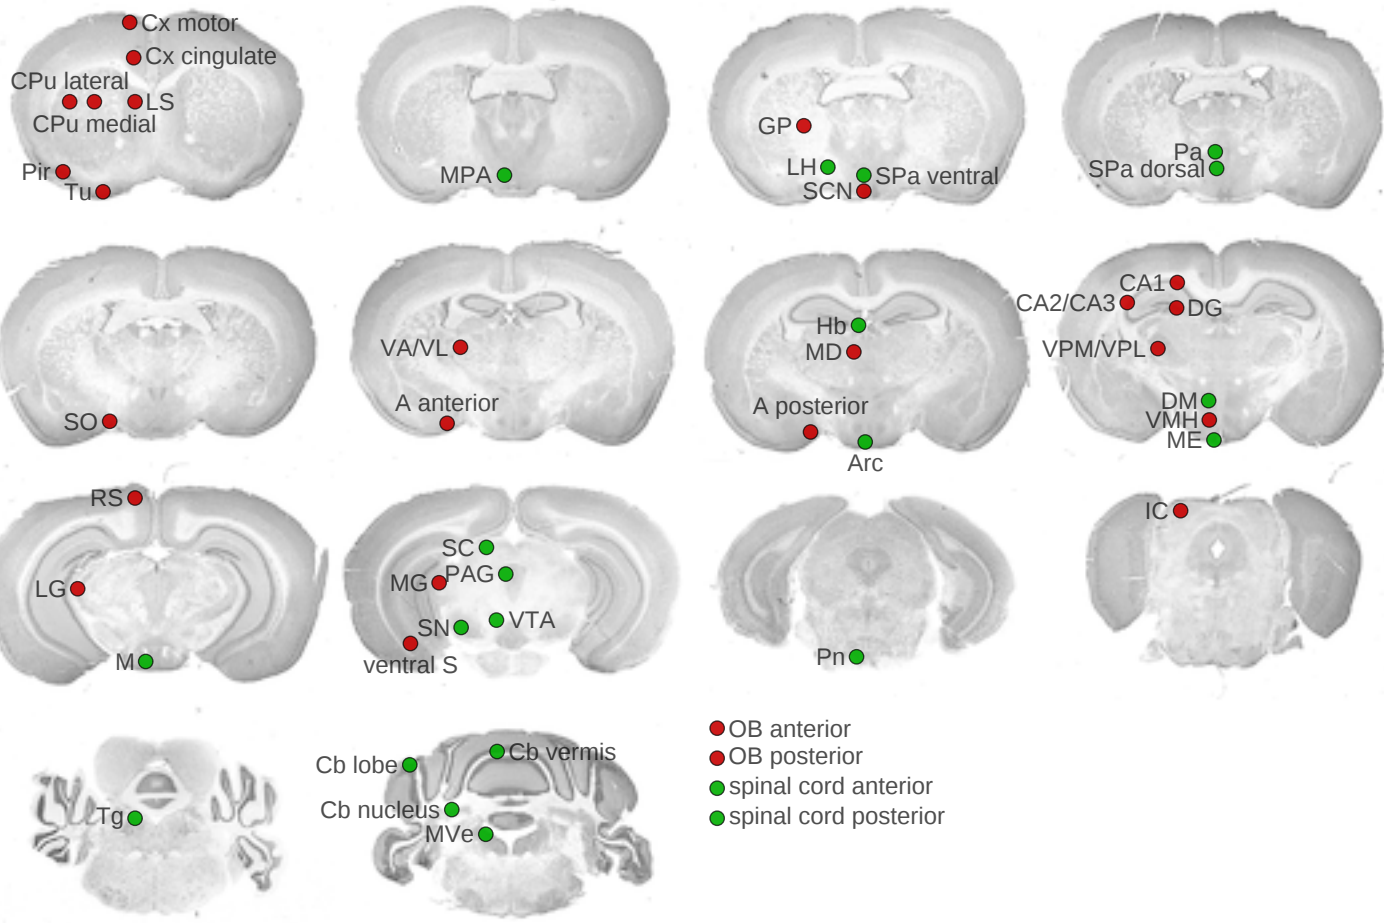 Cx motor
Cx cingulate
CPu lateral
LS
CPu medial
Pir
Tu
MPA
GP
LH
SPa ventral
SCN
Pa
SPa dorsal
SO
VA/VL
A anterior
Hb
MD
A posterior
Arc
CA1
CA2/CA3
DG
VPM/VPL
DM
VMH
ME
RS
LG
M
SC
MG
PAG
SN
VTA
ventral S
Pn
IC
Tg
Cb lobe
Cb vermis
Cb nucleus
MVe
OB anterior
OB posterior
spinal cord anterior
spinal cord posterior